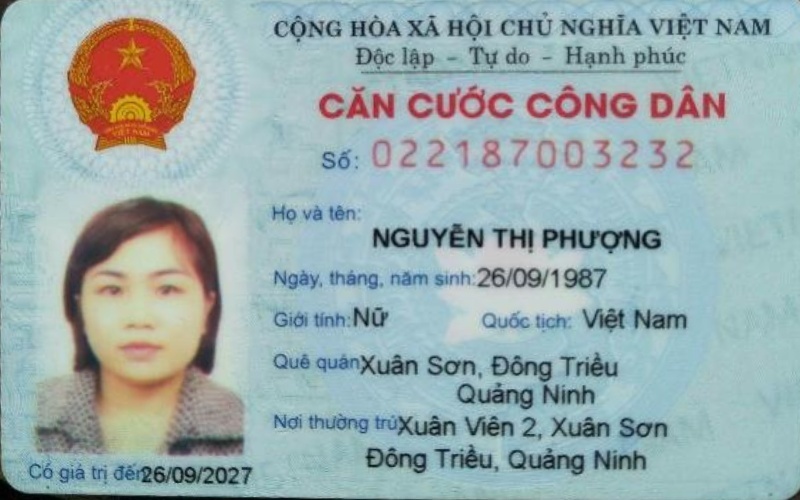 CỘNG HÒA XÃ HỘI CHỦ NGHĨA VIỆT NAM
Độc lập - Tự do - Hạnh phúc
CĂN CƯỚC CÔNG DÂN
Số: 022187003232
Họ và tên:
NGUYỄN THỊ PHƯỢNG
Ngày, tháng, năm sinh: 26/09/1987
Giới tính: Nữ Quốc tịch: Việt Nam
Quê quán Xuân Sơn, Đông Triều
Quảng Ninh
Nơi thường trú Xuân Viên 2, Xuân Sơn
Đông Triều, Quảng Ninh
Có giá trị đến 26/09/2027